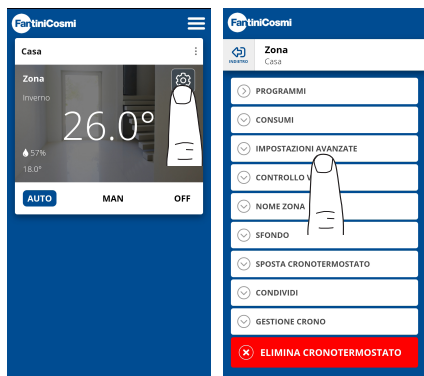 FantiniCosmi
Casa
Zona
Inverno
26.0°
57%
18.0°
AUTO MAN OFF
FantiniCosmi
INDIETRO
Zona
Casa
PROGRAMMI
CONSUMI
IMPOSTAZIONI AVANZATE
CONTROLLO
NOME ZONA
SFONDO
SPOSTA CRONOTERMOSTATO
CONDIVIDI
GESTIONE CRONO
ELIMINA CRONOTERMOSTATO